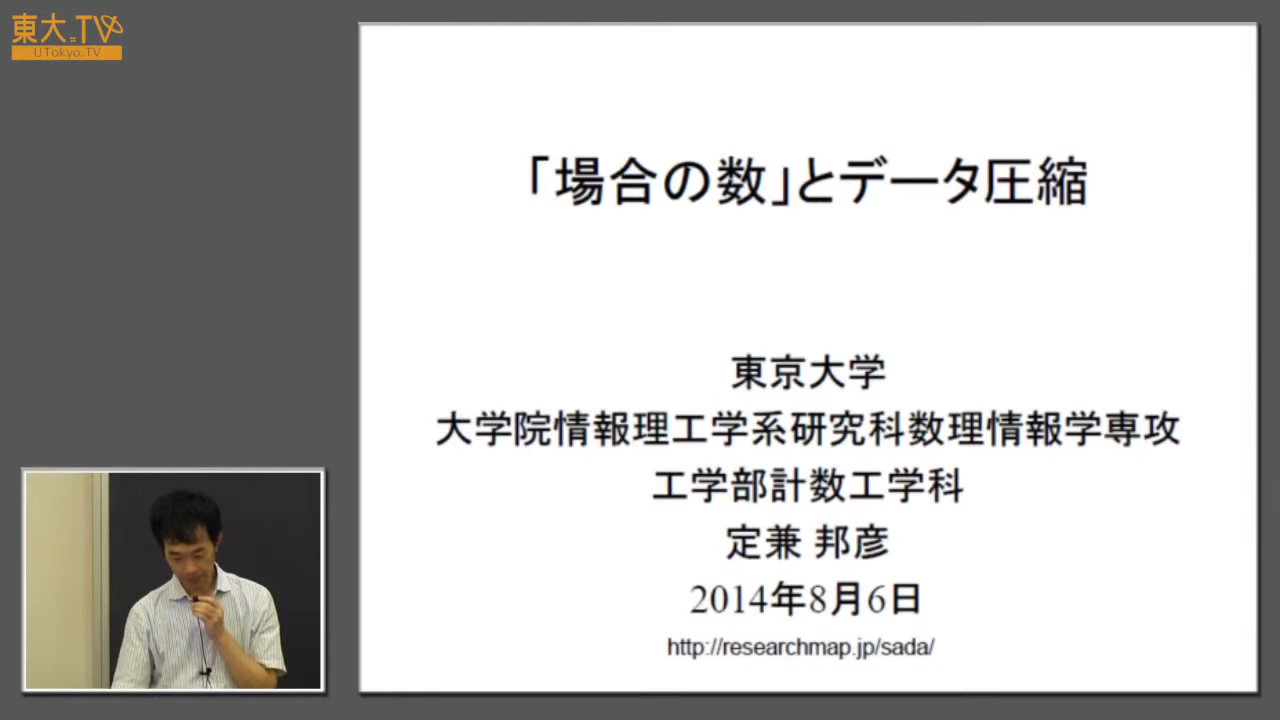 東大.TV
UTokyo.TV
「場合の数」とデータ圧縮
東京大学
大学院情報理工学系研究科数理情報学専攻
工学部計数工学科
定兼 邦彦
2014年8月6日
http://researchmap.jp/sada/